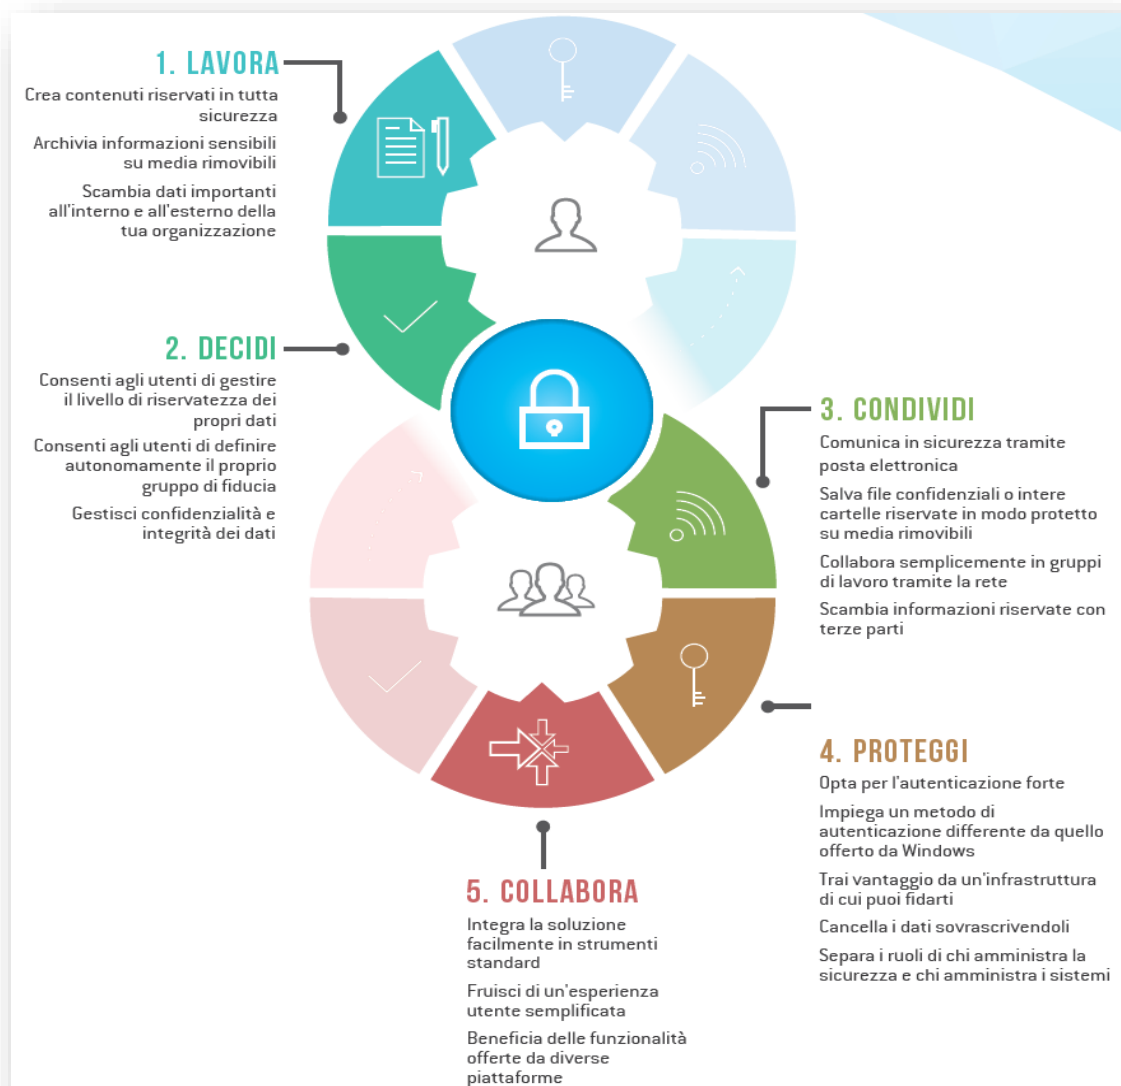 1. LAVORA
Crea contenuti riservati in tutta
sicurezza
Archivia informazioni sensibili
su media rimovibili
Scambia dati importanti
all'interno e all'esterno della
tua organizzazione
2. DECIDI
Consenti agli utenti di gestire
il livello di riservatezza dei
propri dati
Consenti agli utenti di definire
autonomamente il proprio
gruppo di fiducia
Gestisci confidenzialità e
integrità dei dati
3. CONDIVIDI
Comunica in sicurezza tramite
posta elettronica
Salva file confidenziali o intere
cartelle riservate in modo protetto
su media rimovibili
Collabora semplicemente in gruppi
di lavoro tramite la rete
Scambia informazioni riservate con
terze parti
4. PROTEGGI
Opta per l'autenticazione forte
Impiega un metodo di
autenticazione differente da quello
offerto da Windows
Trai vantaggio da un'infrastruttura
di cui puoi fidarti
Cancella i dati sovrascrivendoli
Separa i ruoli di chi amministra la
sicurezza e chi amministra i sistemi
5. COLLABORA
Integra la soluzione
facilmente in strumenti
standard
Fruisci di un'esperienza
utente semplificata
Beneficia delle funzionalità
offerte da diverse
piattaforme